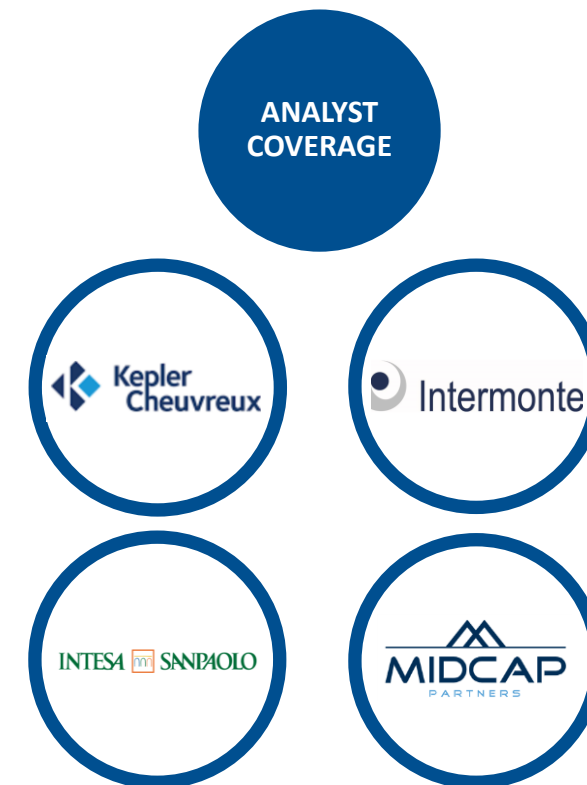 ANALYST
COVERAGE
Kepler
Cheuvreux
Intermonte
INTESA SANPAOLO
MIDCAP
PARTNERS